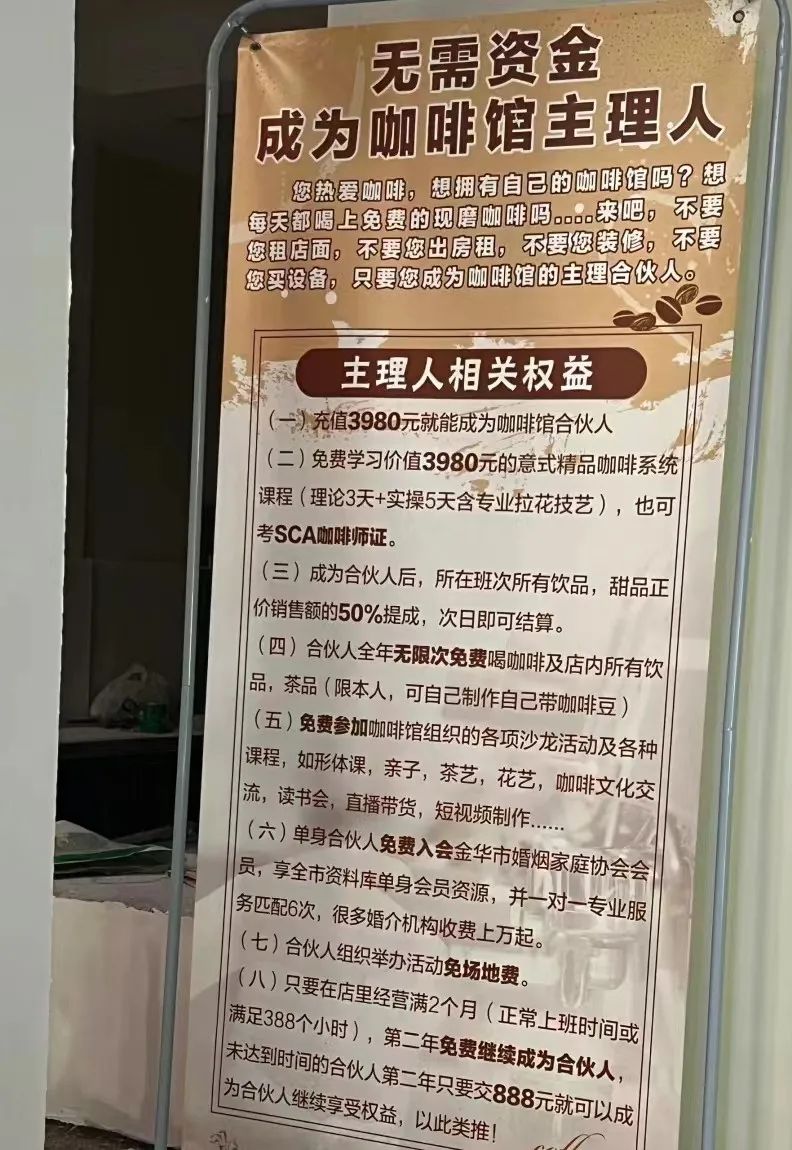 无需资金
成为咖啡馆主理人
您热爱咖啡，想拥有自己的咖啡馆吗？想
每天都喝上免费的现磨咖啡吗....来吧，不要
您租店面，不要您出房租，不要您装修，不要
您买设备，只要您成为咖啡馆的主理合伙人。
主理人相关权益
（一）充值3980元就能成为咖啡馆合伙人
（二）免费学习价值3980元的意式精品咖啡系统
课程（理论3天+实操5天含专业拉花技艺），也可
考SCA咖啡师证。
（三）成为合伙人后，所在班次所有饮品，甜品正
价销售额的50%提成，次日即可结算。
（四）合伙人全年无限次免费喝咖啡及店内所有饮
品，茶品（限本人，可自己制作自己带咖啡豆）
（五）免费参加咖啡馆组织的各项沙龙活动及各种
课程，如形体课，亲子，茶艺，花艺，咖啡文化交
流，读书会，直播带货，短视频制作......
（六）单身合伙人免费入会金华市婚烟家庭协会会
员，享全市资料库单身会员资源，并一对一专业服
务匹配6次，很多婚介机构收费上万起。
（七）合伙人组织举办活动免场地费。
（八）只要在店里经营满2个月（正常上班时间或
满足388个小时），第二年免费继续成为合伙人，
未达到时间的合伙人第二年只要交888元就可以成
为合伙人继续享受权益，以此类推！